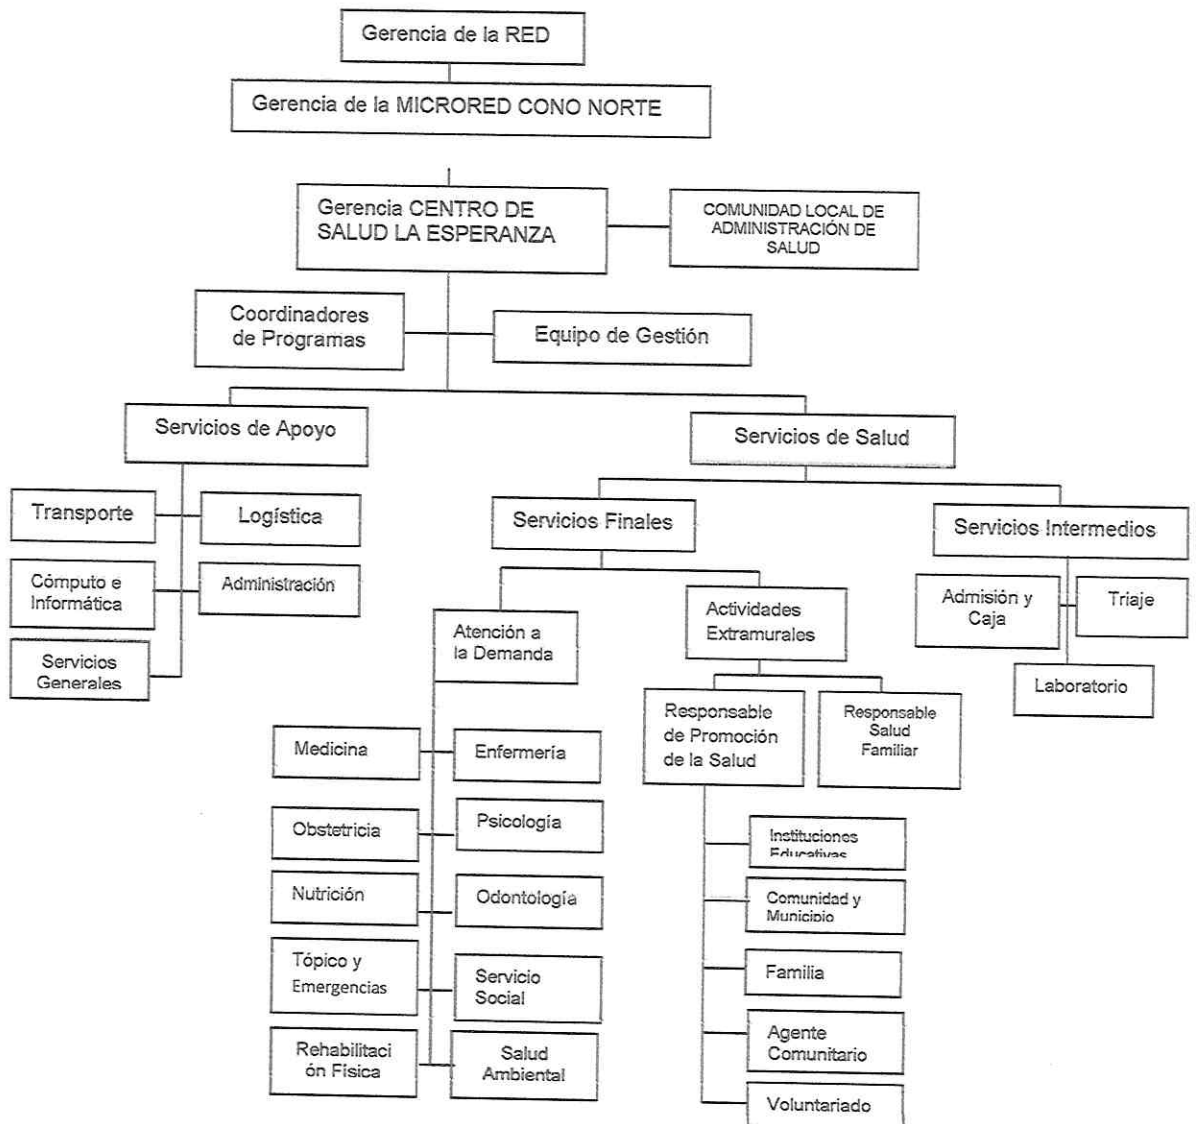 Gerencia de la RED
Gerencia de la MICRORED CONO NORTE
Gerencia CENTRO DE
SALUD LA ESPERANZA
COMUNIDAD LOCAL DE
ADMINISTRACIÓN DE
SALUD
Coordinadores
de Programas
Equipo de Gestión
Servicios de Apoyo
Servicios de Salud
Transporte
Logística
Cómputo e
Informática
Administración
Servicios
Generales
Servicios Finales
Servicios Intermedios
Atención a
la Demanda
Actividades
Extramurales
Admisión y
Caja
Triaje
Laboratorio
Responsable
de Promoción
de la Salud
Responsable
Salud
Familiar
Medicina
Enfermería
Obstetricia
Psicología
Nutrición
Odontología
Tópico y
Emergencias
Servicio
Social
Rehabilitaci
ón Física
Salud
Ambiental
Instituciones
Educativas
Comunidad y
Municipio
Familia
Agente
Comunitario
Voluntariado